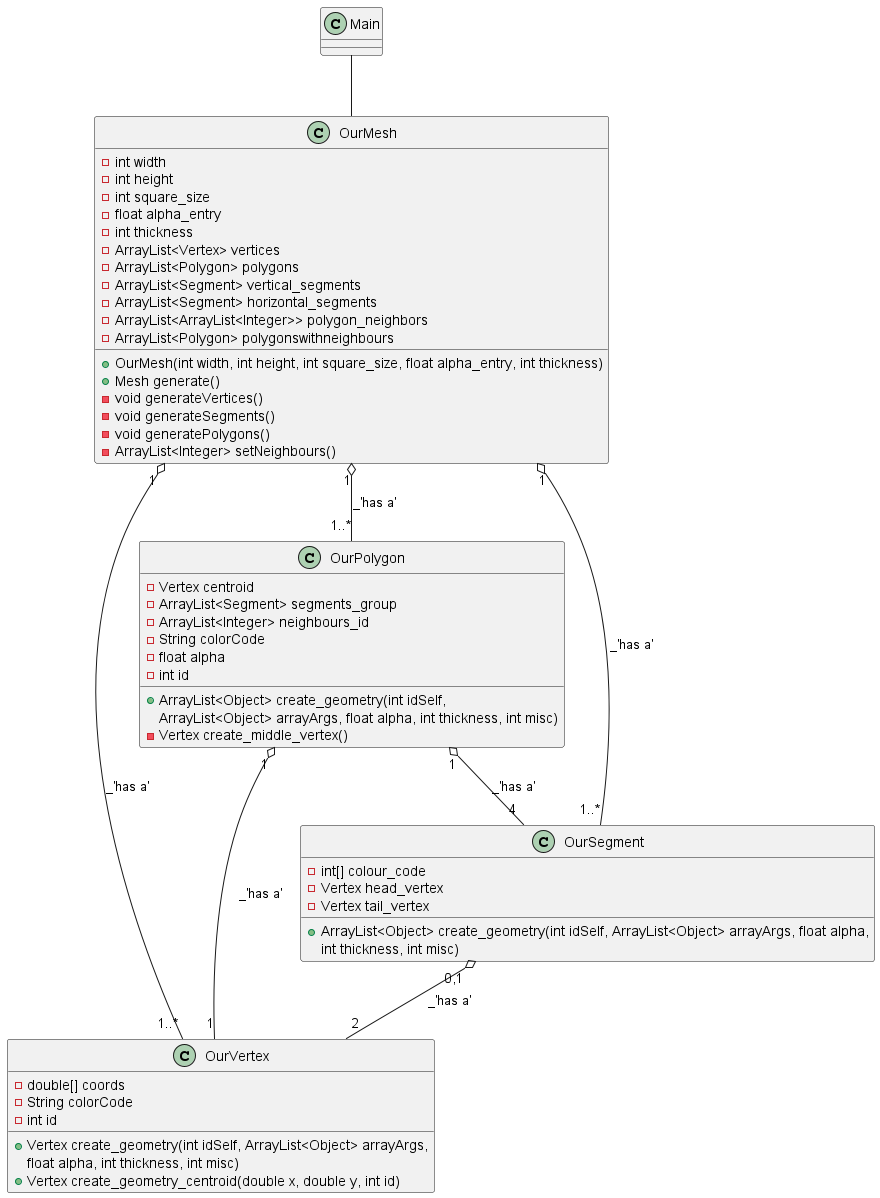 C Main
C OurMesh
int width
int height
int square_size
float alpha_entry
int thickness
ArrayList<Vertex> vertices
ArrayList<Polygon> polygons
ArrayList<Segment> vertical_segments
ArrayList<Segment> horizontal_segments
ArrayList<ArrayList<Integer>> polygon_neighbors
ArrayList<Polygon> polygonswithneighbours
OurMesh(int width, int height, int square_size, float alpha_entry, int thickness)
Mesh generate()
void generateVertices()
void generateSegments()
void generatePolygons()
ArrayList<Integer> setNeighbours()
1
1
1
_'has a'
1..*
C OurPolygon
Vertex centroid
ArrayList<Segment> segments_group
ArrayList<Integer> neighbours_id
String colorCode
float alpha
int id
ArrayList<Object> create_geometry(int idSelf,
ArrayList<Object> arrayArgs, float alpha, int thickness, int misc)
Vertex create_middle_vertex()
_'has a'
1
1
_'has a'
_'has a'
4
1..*
C OurSegment
int[] colour_code
Vertex head_vertex
Vertex tail_vertex
ArrayList<Object> create_geometry(int idSelf, ArrayList<Object> arrayArgs, float alpha,
int thickness, int misc)
_'has a'
0,1
_'has a'
1..*
1
2
C OurVertex
double[] coords
String colorCode
int id
Vertex create_geometry(int idSelf, ArrayList<Object> arrayArgs,
float alpha, int thickness, int misc)
Vertex create_geometry_centroid(double x, double y, int id)